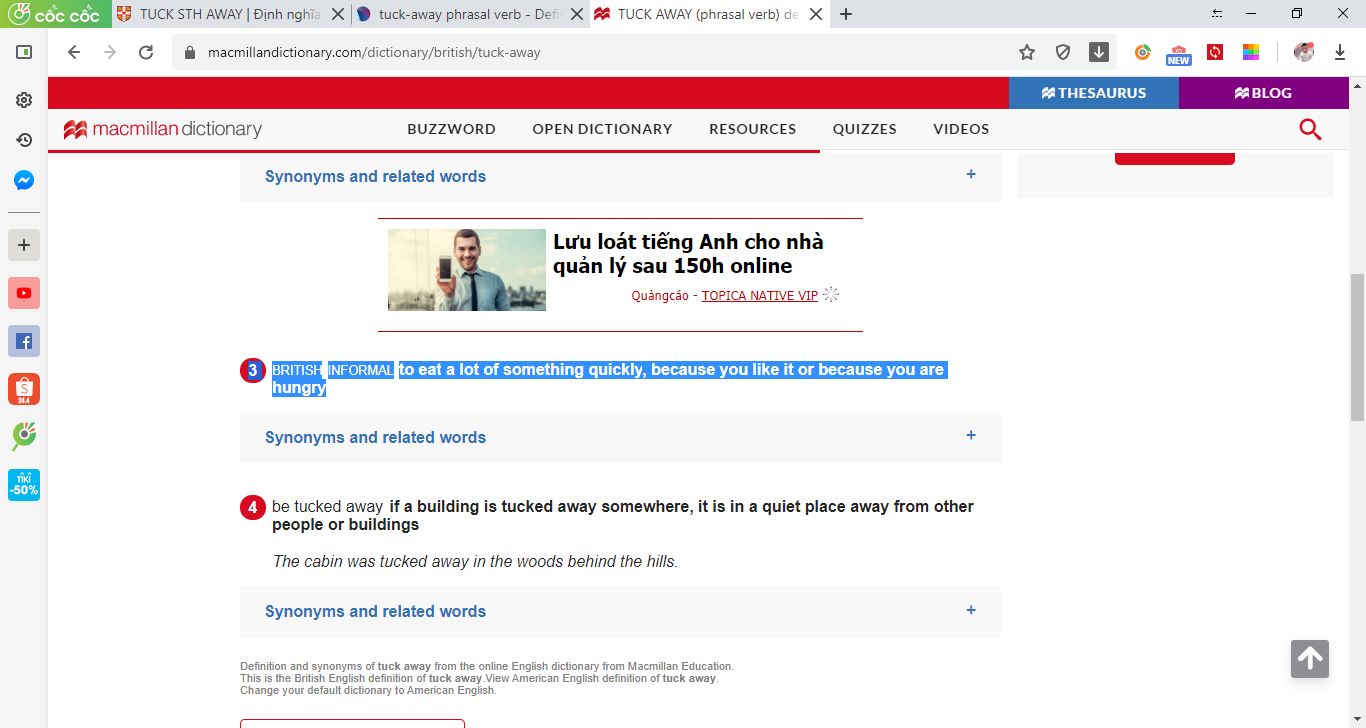 cốc cốc
TUCK STH AWAY | Định nghĩa
tuck-away phrasal verb - Defi
TUCK AWAY (phrasal verb) de
macmillandictionary.com/dictionary/british/tuck-away
NEW
THESAURUS
BLOG
macmillan dictionary
BUZZWORD
OPEN DICTIONARY
RESOURCES
QUIZZES
VIDEOS
Synonyms and related words +
Lưu loát tiếng Anh cho nhà
quản lý sau 150h online
Quảngcáo - TOPICA NATIVE VIP
3 BRITISH INFORMAL to eat a lot of something quickly, because you like it or because you are
hungry
Synonyms and related words +
4 be tucked away if a building is tucked away somewhere, it is in a quiet place away from other
people or buildings
The cabin was tucked away in the woods behind the hills.
Synonyms and related words +
Definition and synonyms of tuck away from the online English dictionary from Macmillan Education.
This is the British English definition of tuck away.View American English definition of tuck away.
Change your default dictionary to American English.
24.4
TIKI
-50%